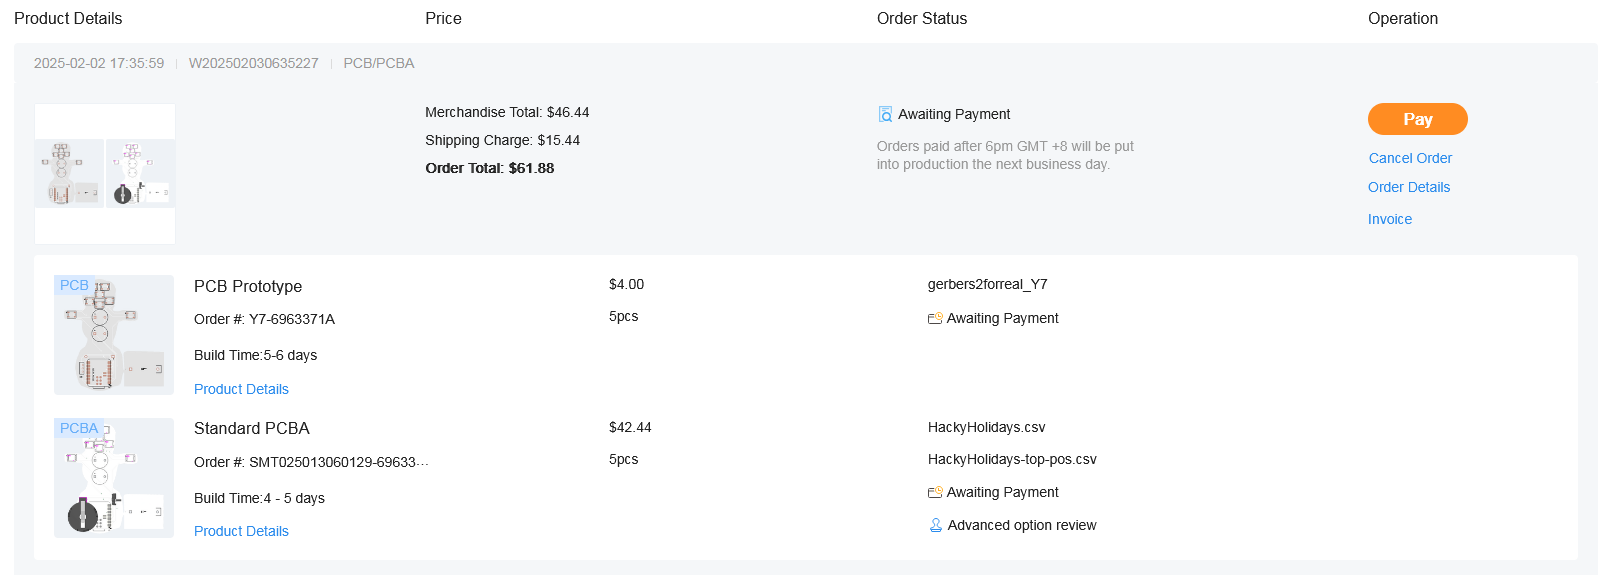 Product Details Price Order Status Operation
2025-02-02 17:35:59 | W202502030635227 | PCB/PCBA
Merchandise Total: $46.44
Shipping Charge: $15.44
Order Total: $61.88
Awaiting Payment
Orders paid after 6pm GMT +8 will be put
into production the next business day.
Pay
Cancel Order
Order Details
Invoice
PCB
PCB Prototype
Order #: Y7-6963371A
Build Time:5-6 days
Product Details
$4.00
5pcs
gerbers2forreal_Y7
Awaiting Payment
PCBA
Standard PCBA
Order #: SMT025013060129-69633...
Build Time:4 - 5 days
Product Details
$42.44
5pcs
HackyHolidays.csv
HackyHolidays-top-pos.csv
Awaiting Payment
Advanced option review